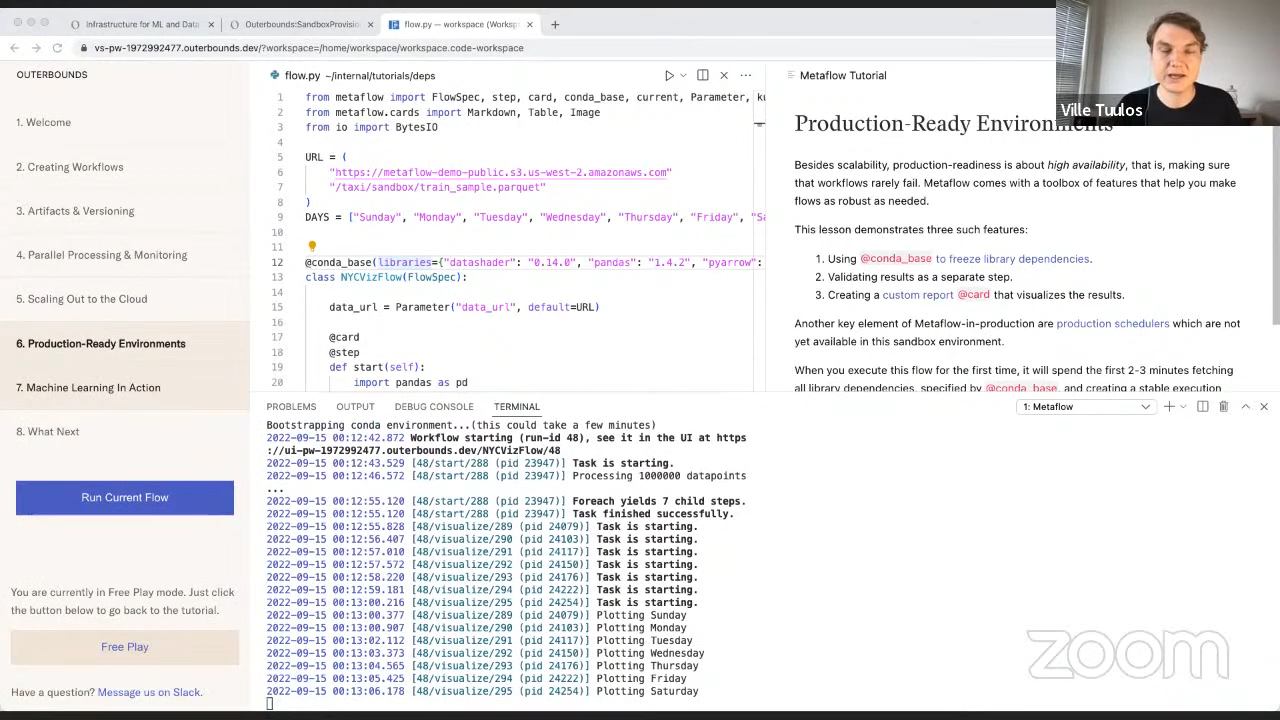 Infrastructure for ML and Data
Outerbounds:SandboxProvision
flow.py — workspace (Worksp
vs-pw-1972992477.outerbounds.dev/?workspace=/home/workspace/workspace.code-workspace
OUTERBOUNDS
1. Welcome
2. Creating Workflows
3. Artifacts & Versioning
4. Parallel Processing & Monitoring
5. Scaling Out to the Cloud
6. Production-Ready Environments
7. Machine Learning In Action
8. What Next
Run Current Flow
You are currently in Free Play mode. Just click
the button below to go back to the tutorial.
Free Play
Have a question? Message us on Slack.
flow.py ~/internal/tutorials/deps
1 from metaflow import FlowSpec, step, card, conda_base, current, Parameter, ku
2 from metaflow.cards import Markdown, Table, Image
3 from io import BytesIO
4
5 URL = (
6 "https://metaflow-demo-public.s3.us-west-2.amazonaws.com"
7 "/taxi/sandbox/train_sample.parquet"
8 )
9 DAYS = ["Sunday", "Monday", "Tuesday", "Wednesday", "Thursday", "Friday", "Sa
10
11
12 @conda_base(libraries={"datashader": "0.14.0", "pandas": "1.4.2", "pyarrow":
13 class NYCVizFlow(FlowSpec):
14
15 data_url = Parameter("data_url", default=URL)
16
17 @card
18 @step
19 def start(self):
20 import pandas as pd
Metaflow Tutorial
Production-Ready Environments
Besides scalability, production-readiness is about high availability, that is, making sure
that workflows rarely fail. Metaflow comes with a toolbox of features that help you make
flows as robust as needed.
This lesson demonstrates three such features:
1. Using @conda_base to freeze library dependencies.
2. Validating results as a separate step.
3. Creating a custom report @card that visualizes the results.
Another key element of Metaflow-in-production are production schedulers which are not
yet available in this sandbox environment.
When you execute this flow for the first time, it will spend the first 2-3 minutes fetching
all library dependencies, specified by @conda_base, and creating a stable execution
Ville Tuulos
PROBLEMS OUTPUT DEBUG CONSOLE TERMINAL
1: Metaflow
Bootstrapping conda environment...(this could take a few minutes)
2022-09-15 00:12:42.872 Workflow starting (run-id 48), see it in the UI at https
://ui-pw-1972992477.outerbounds.dev/NYCVizFlow/48
2022-09-15 00:12:43.529 [48/start/288 (pid 23947)] Task is starting.
2022-09-15 00:12:46.572 [48/start/288 (pid 23947)] Processing 1000000 datapoints
...
2022-09-15 00:12:55.120 [48/start/288 (pid 23947)] Foreach yields 7 child steps.
2022-09-15 00:12:55.120 [48/start/288 (pid 23947)] Task finished successfully.
2022-09-15 00:12:55.828 [48/visualize/289 (pid 24079)] Task is starting.
2022-09-15 00:12:56.407 [48/visualize/290 (pid 24103)] Task is starting.
2022-09-15 00:12:57.010 [48/visualize/291 (pid 24117)] Task is starting.
2022-09-15 00:12:57.572 [48/visualize/292 (pid 24150)] Task is starting.
2022-09-15 00:12:58.220 [48/visualize/293 (pid 24176)] Task is starting.
2022-09-15 00:12:59.181 [48/visualize/294 (pid 24222)] Task is starting.
2022-09-15 00:13:00.216 [48/visualize/295 (pid 24254)] Task is starting.
2022-09-15 00:13:00.377 [48/visualize/289 (pid 24079)] Plotting Sunday
2022-09-15 00:13:00.907 [48/visualize/290 (pid 24103)] Plotting Monday
2022-09-15 00:13:02.112 [48/visualize/291 (pid 24117)] Plotting Tuesday
2022-09-15 00:13:03.373 [48/visualize/292 (pid 24150)] Plotting Wednesday
2022-09-15 00:13:04.565 [48/visualize/293 (pid 24176)] Plotting Thursday
2022-09-15 00:13:05.425 [48/visualize/294 (pid 24222)] Plotting Friday
2022-09-15 00:13:06.178 [48/visualize/295 (pid 24254)] Plotting Saturday
zoom